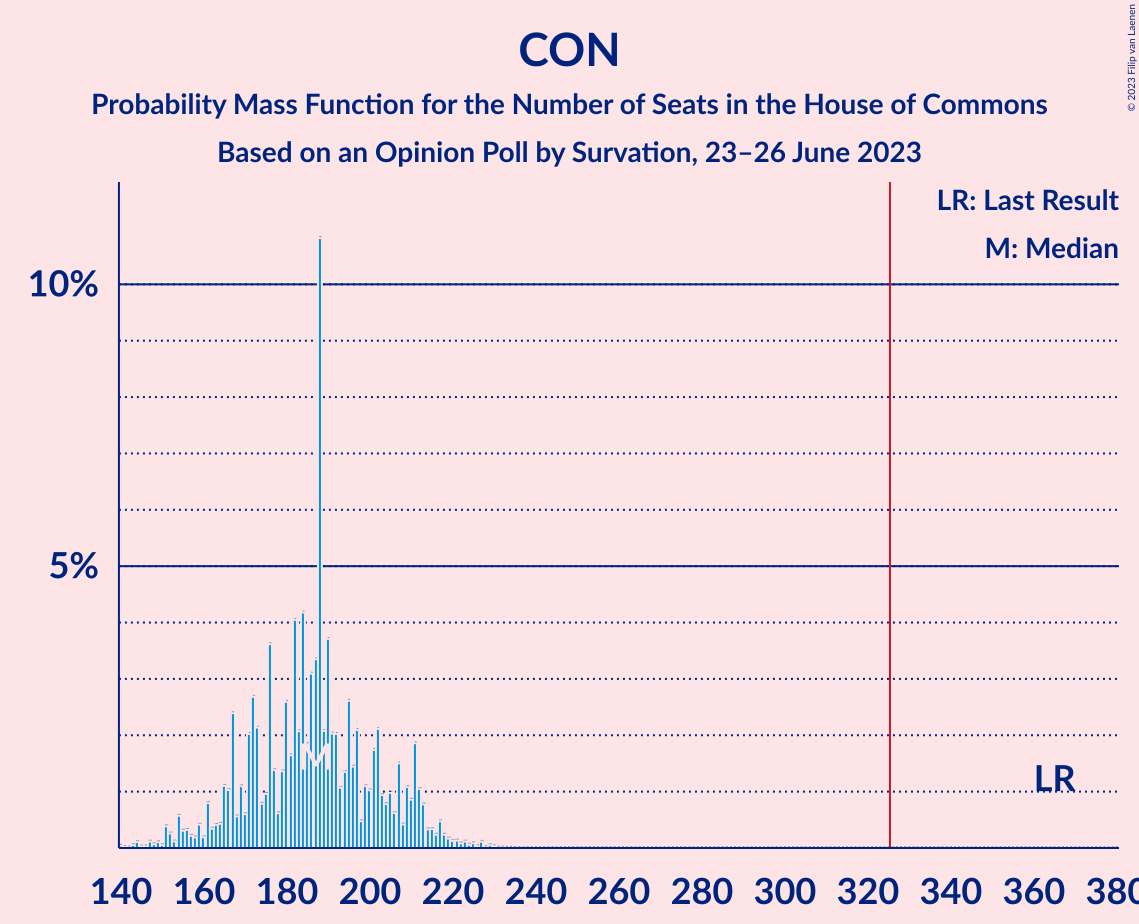 CON
Probability Mass Function for the Number of Seats in the House of Commons
Based on an Opinion Poll by Survation, 23–26 June 2023
© 2023 Filip van Laenen
LR: Last Result
M: Median
10%
5%
M
LR
140 160 180 200 220 240 260 280 300 320 340 360 380